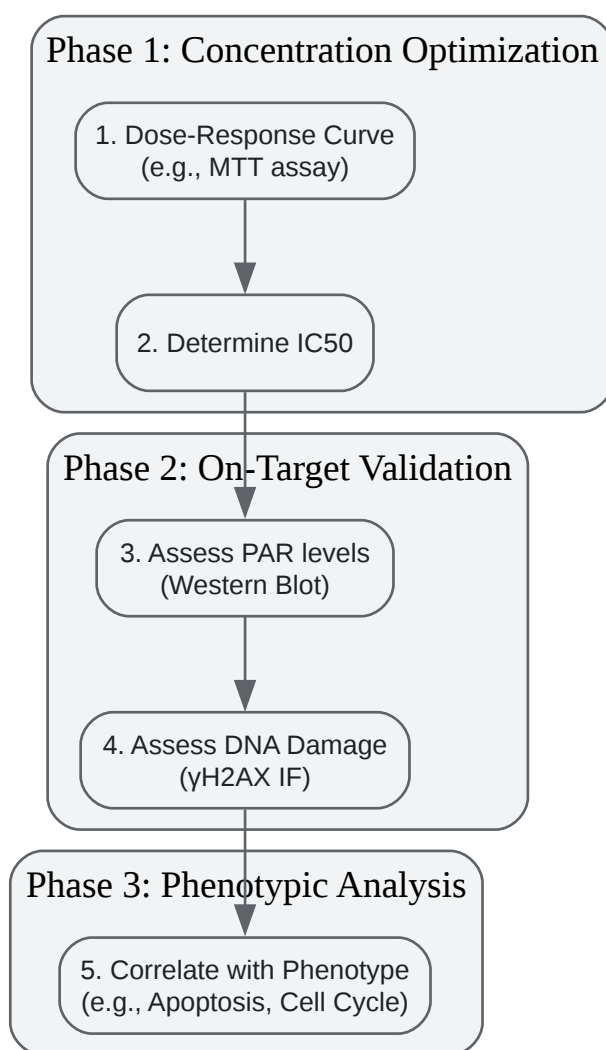 Phase 1: Concentration Optimization
1. Dose-Response Curve
(e.g., MTT assay)
2. Determine IC50
Phase 2: On-Target Validation
3. Assess PAR levels
(Western Blot)
4. Assess DNA Damage
(γH2AX IF)
Phase 3: Phenotypic Analysis
5. Correlate with Phenotype
(e.g., Apoptosis, Cell Cycle)